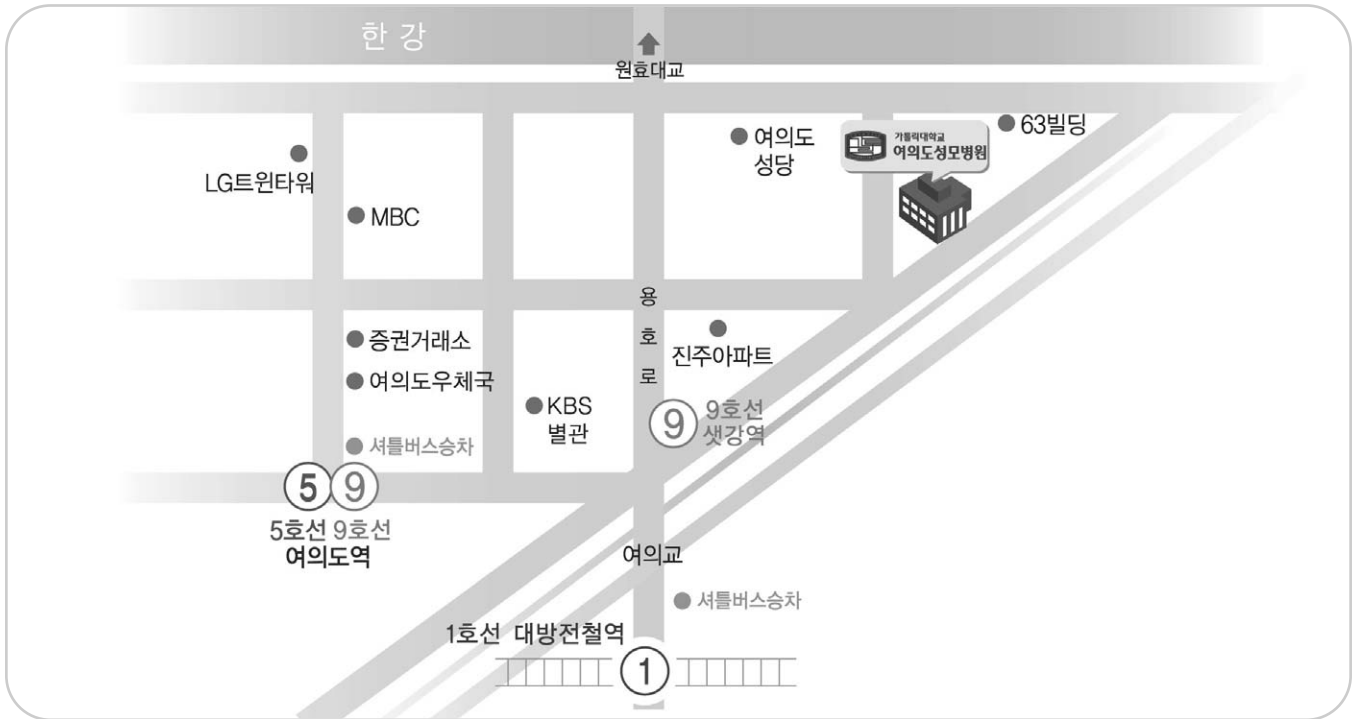 한강
원호대교
63빌딩
여의도
성당
가톨릭대학교
여의도성모병원
LG트윈타워
MBC
용
호
로
증권거래소
진주아파트
여의도우체국
KBS
별관
9
9호선
샛강역
셔틀버스승차
5 9
5호선 9호선
여의도역
여의교
셔틀버스승차
1호선 대방전철역
1